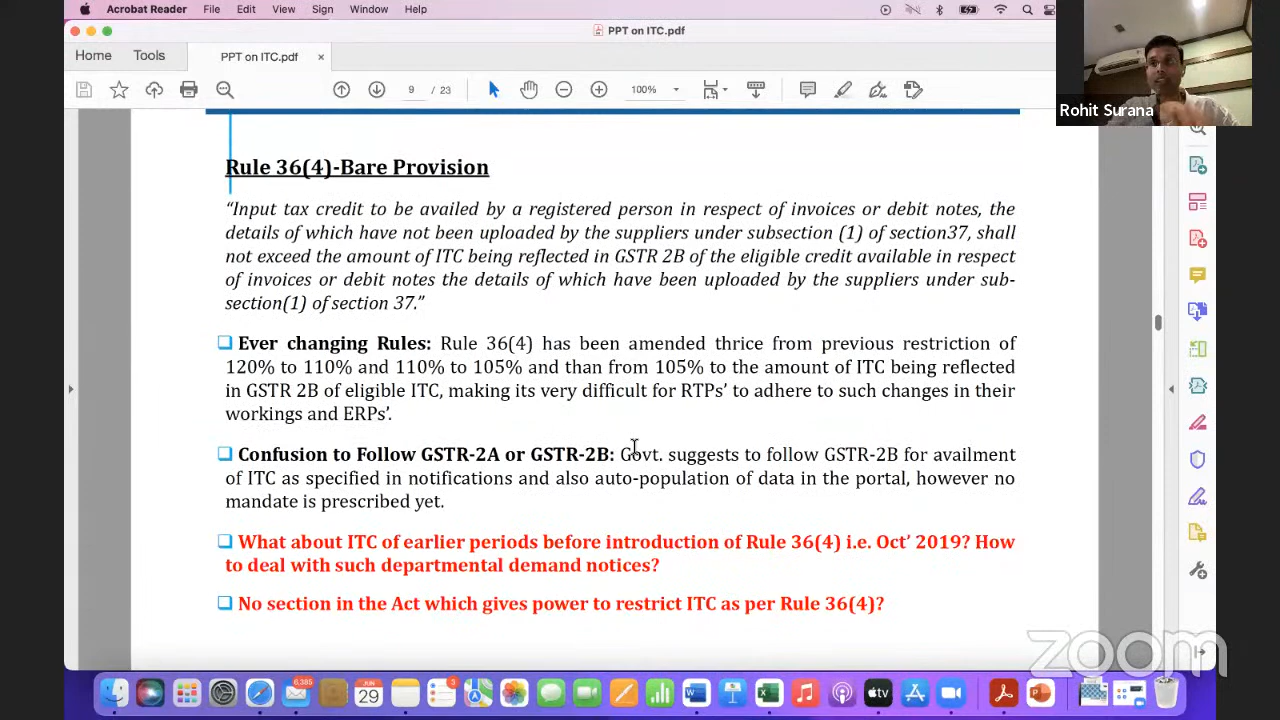 Acrobat Reader File Edit View Sign Window Help
PPT on ITC.pdf
Home Tools PPT on ITC.pdf ×
9 / 23 100%
Rohit Surana
Rule 36(4)-Bare Provision
“Input tax credit to be availed by a registered person in respect of invoices or debit notes, the
details of which have not been uploaded by the suppliers under subsection (1) of section37, shall
not exceed the amount of ITC being reflected in GSTR 2B of the eligible credit available in respect
of invoices or debit notes the details of which have been uploaded by the suppliers under sub-
section(1) of section 37.”
Ever changing Rules: Rule 36(4) has been amended thrice from previous restriction of
120% to 110% and 110% to 105% and than from 105% to the amount of ITC being reflected
in GSTR 2B of eligible ITC, making its very difficult for RTPs’ to adhere to such changes in their
workings and ERPs’.
Confusion to Follow GSTR-2A or GSTR-2B: Govt. suggests to follow GSTR-2B for availment
of ITC as specified in notifications and also auto-population of data in the portal, however no
mandate is prescribed yet.
What about ITC of earlier periods before introduction of Rule 36(4) i.e. Oct’ 2019? How
to deal with such departmental demand notices?
No section in the Act which gives power to restrict ITC as per Rule 36(4)?
zoom
6,385 JUN 29 3 tv